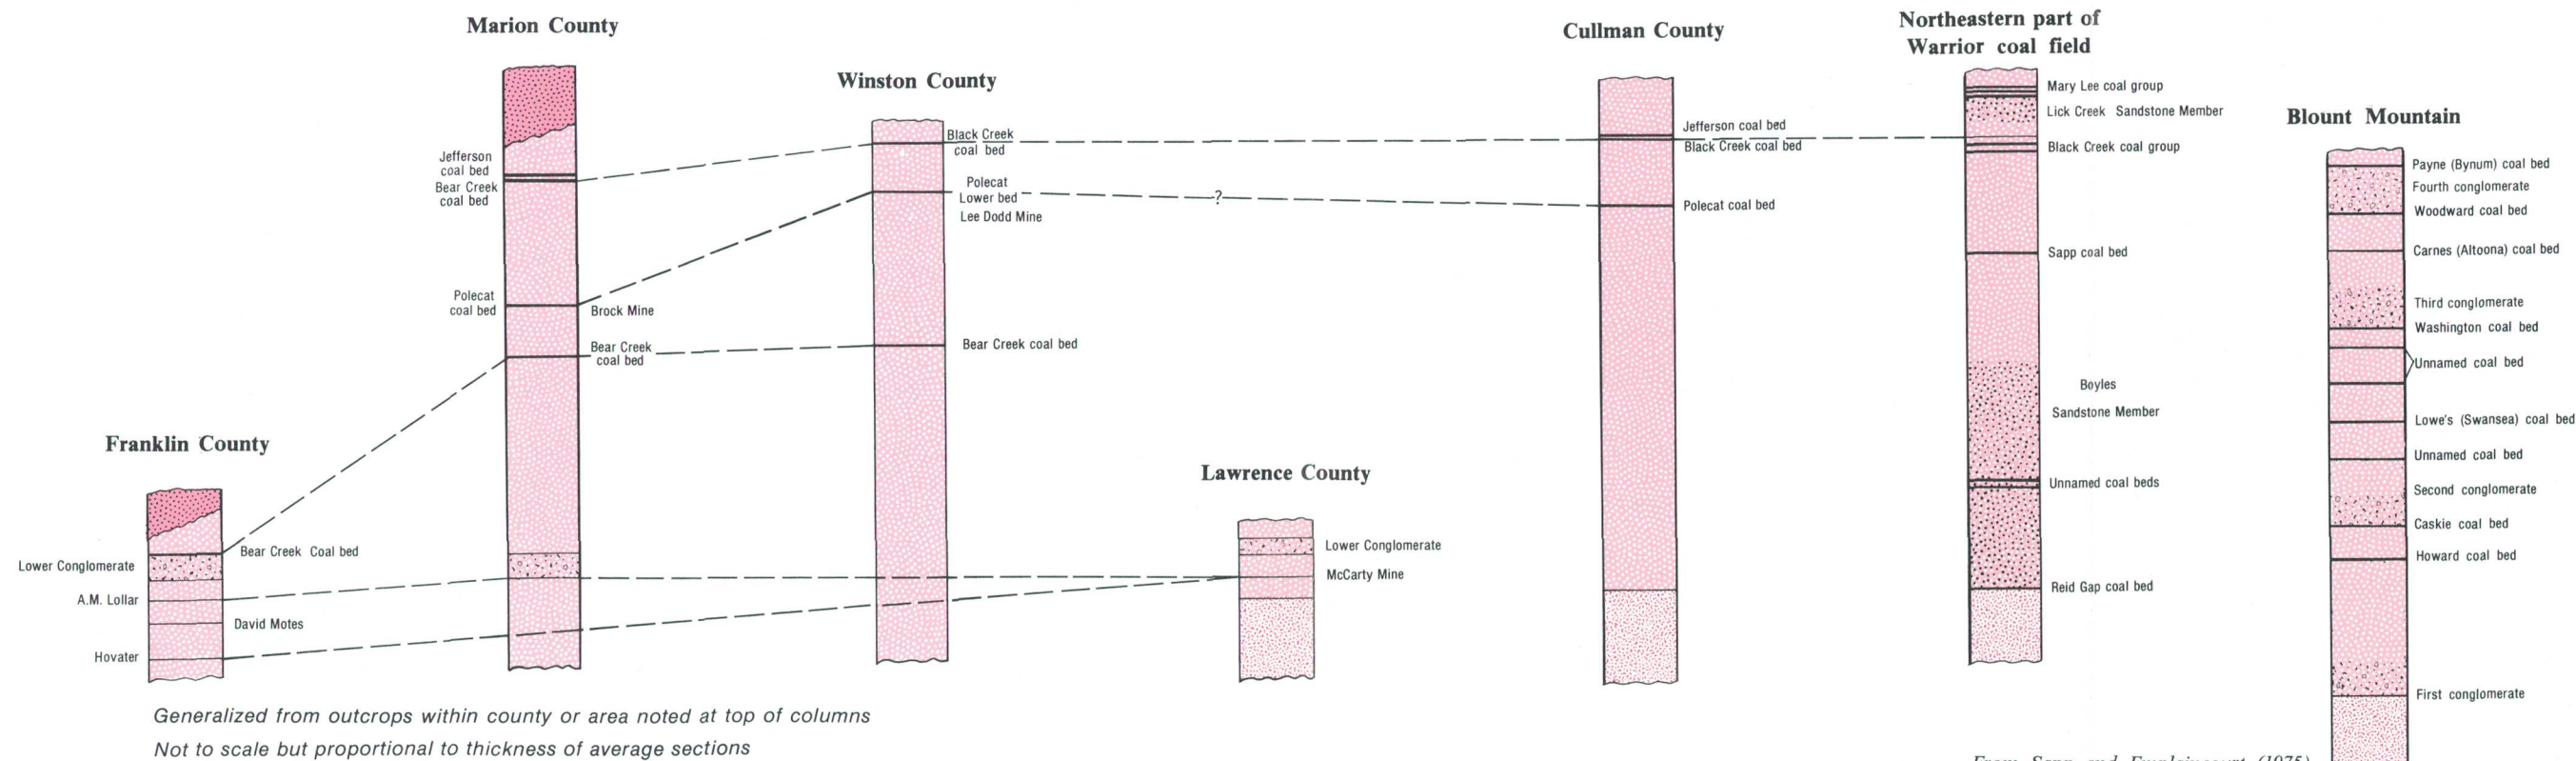 Marion County
Jefferson
coal bed
Bear Creek
coal bed
Polecat
coal bed
Brock Mine
Bear Creek
coal bed
Winston County
Black Creek
coal bed
Polecat
Lower bed
Lee Dodd Mine
?
Bear Creek coal bed
Cullman County
Jefferson coal bed
Black Creek coal bed
Polecat coal bed
Northeastern part of
Warrior coal field
Mary Lee coal group
Lick Creek Sandstone Member
Black Creek coal group
Sapp coal bed
Boyles
Sandstone Member
Unnamed coal beds
Reid Gap coal bed
Blount Mountain
Payne (Bynum) coal bed
Fourth conglomerate
Woodward coal bed
Carnes (Altoona) coal bed
Third conglomerate
Washington coal bed
Unnamed coal bed
Lowe's (Swansea) coal bed
Unnamed coal bed
Second conglomerate
Caskie coal bed
Howard coal bed
First conglomerate
Franklin County
Bear Creek Coal bed
Lower Conglomerate
A.M. Lollar
David Motes
Hovater
Lawrence County
Lower Conglomerate
McCarty Mine
Generalized from outcrops within county or area noted at top of columns
Not to scale but proportional to thickness of average sections